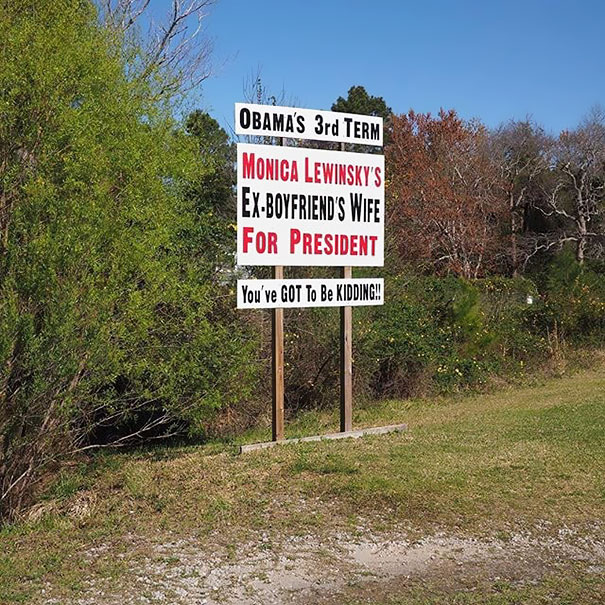 OBAMA'S 3rd TERM
MONICA LEWINSKY'S
EX-BOYFRIEND'S WIFE
FOR PRESIDENT
You've GOT To Be KIDDING!!